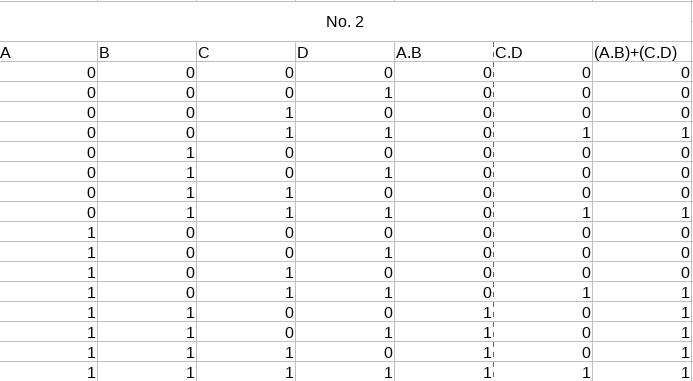 No. 2
A B C D A.B C.D (A.B)+(C.D)
0 0 0 0 0 0 0
0 0 0 1 0 0 0
0 0 1 0 0 0 0
0 0 1 1 0 1 1
0 1 0 0 0 0 0
0 1 0 1 0 0 0
0 1 1 0 0 0 0
0 1 1 1 0 1 1
1 0 0 0 0 0 0
1 0 0 1 0 0 0
1 0 1 0 0 0 0
1 0 1 1 0 1 1
1 1 0 0 1 0 1
1 1 0 1 1 0 1
1 1 1 0 1 0 1
1 1 1 1 1 1 1